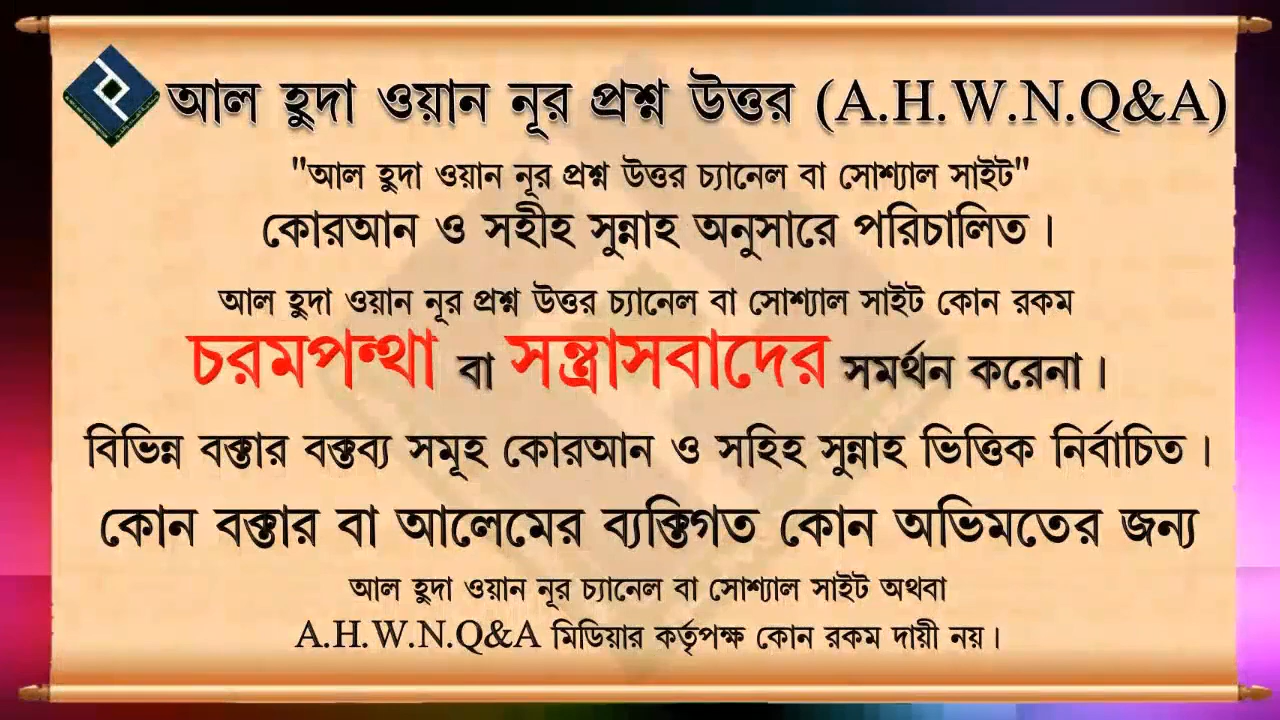 আল হুদা ওয়ান নূর প্রশ্ন উত্তর (A.H.W.N.Q&A)
"আল হুদা ওয়ান নূর প্রশ্ন উত্তর চ্যানেল বা সোশ্যাল সাইট"
কোরআন ও সহীহ সুন্নাহ অনুসারে পরিচালিত।
আল হুদা ওয়ান নূর প্রশ্ন উত্তর চ্যানেল বা সোশ্যাল সাইট কোন রকম
চরমপন্থা বা সন্ত্রাসবাদের সমর্থন করেনা।
বিভিন্ন বক্তার বক্তব্য সমূহ কোরআন ও সহিহ সুন্নাহ ভিত্তিক নির্বাচিত।
কোন বক্তার বা আলেমের ব্যক্তিগত কোন অভিমতের জন্য
আল হুদা ওয়ান নূর চ্যানেল বা সোশ্যাল সাইট অথবা
A.H.W.N.Q&A মিডিয়ার কর্তৃপক্ষ কোন রকম দায়ী নয়।